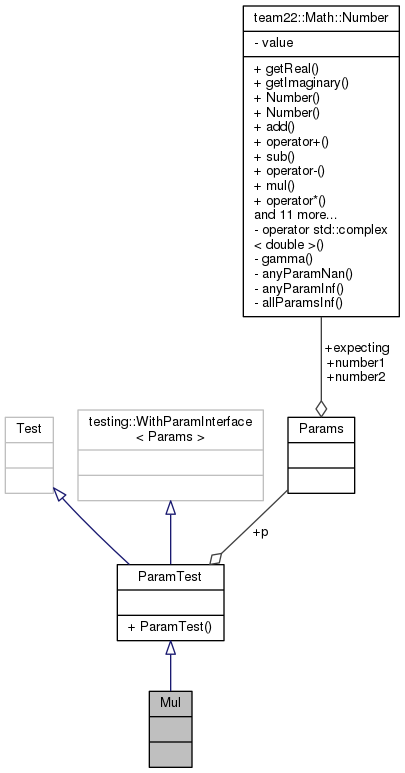 team22::Math::Number
- value
+ getReal()
+ getImaginary()
+ Number()
+ Number()
+ add()
+ operator+()
+ sub()
+ operator-()
+ mul()
+ operator*()
and 11 more...
- operator std::complex
< double >()
- gamma()
- anyParamNan()
- anyParamInf()
- allParamsInf()
+expecting
+number1
+number2
Test
testing::WithParamInterface
< Params >
Params
+p
ParamTest
+ ParamTest()
Mul